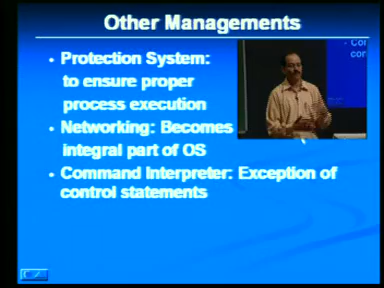 Other Managements
• Protection System:
to ensure proper
process execution
• Networking: Becomes
integral part of OS
• Command Interpreter: Exception of
control statements